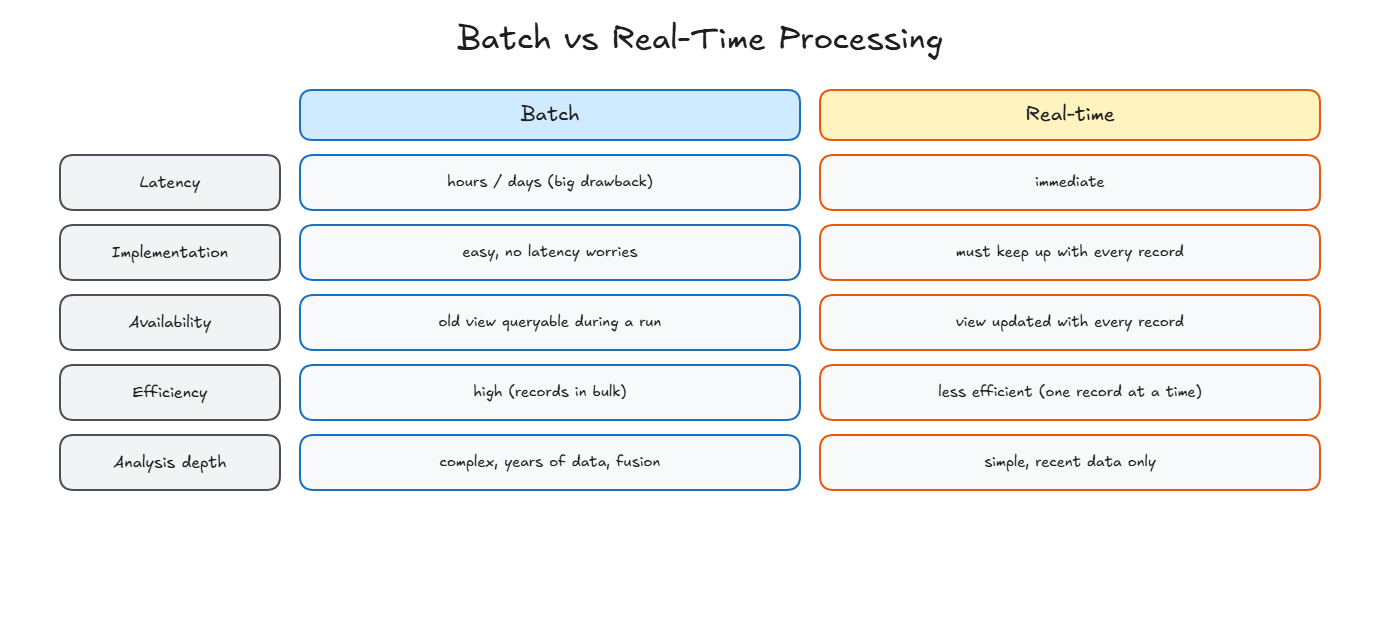 Batch vs Real-Time Processing
Batch
Real-time
Latency
hours / days (big drawback)
immediate
Implementation
easy, no latency worries
must keep up with every record
Availability
old view queryable during a run
view updated with every record
Efficiency
high (records in bulk)
less efficient (one record at a time)
Analysis depth
complex, years of data, fusion
simple, recent data only